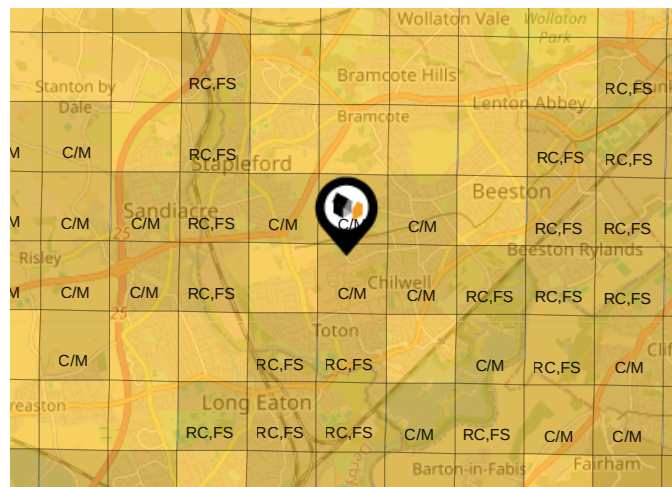 Wollaton Vale
Wollaton
Park
RC,FS
Bramcote Hills
Stanton by
Dale
Lenton Abbey
RC,FS
Bramcote
M
C/M
RC,FS
Stapleford
RC,FS
RC,FS
Beeston
Sandiacre
M
C/M
C/M
RC,FS
C/M
C/M
C/M
RC,FS
RC,FS
25
Risley
Beeston Rylands
Chilwell
M
C/M
C/M
RC,FS
C/M
C/M
RC,FS
RC,FS
RC,FS
25
Toton
C/M
RC,FS
RC,FS
C/M
RC,FS
C/M
reaston
Long Eaton
RC,FS
RC,FS
RC,FS
C/M
RC,FS
C/M
C/M
Derby
Barton-in-Fabis
Fairham